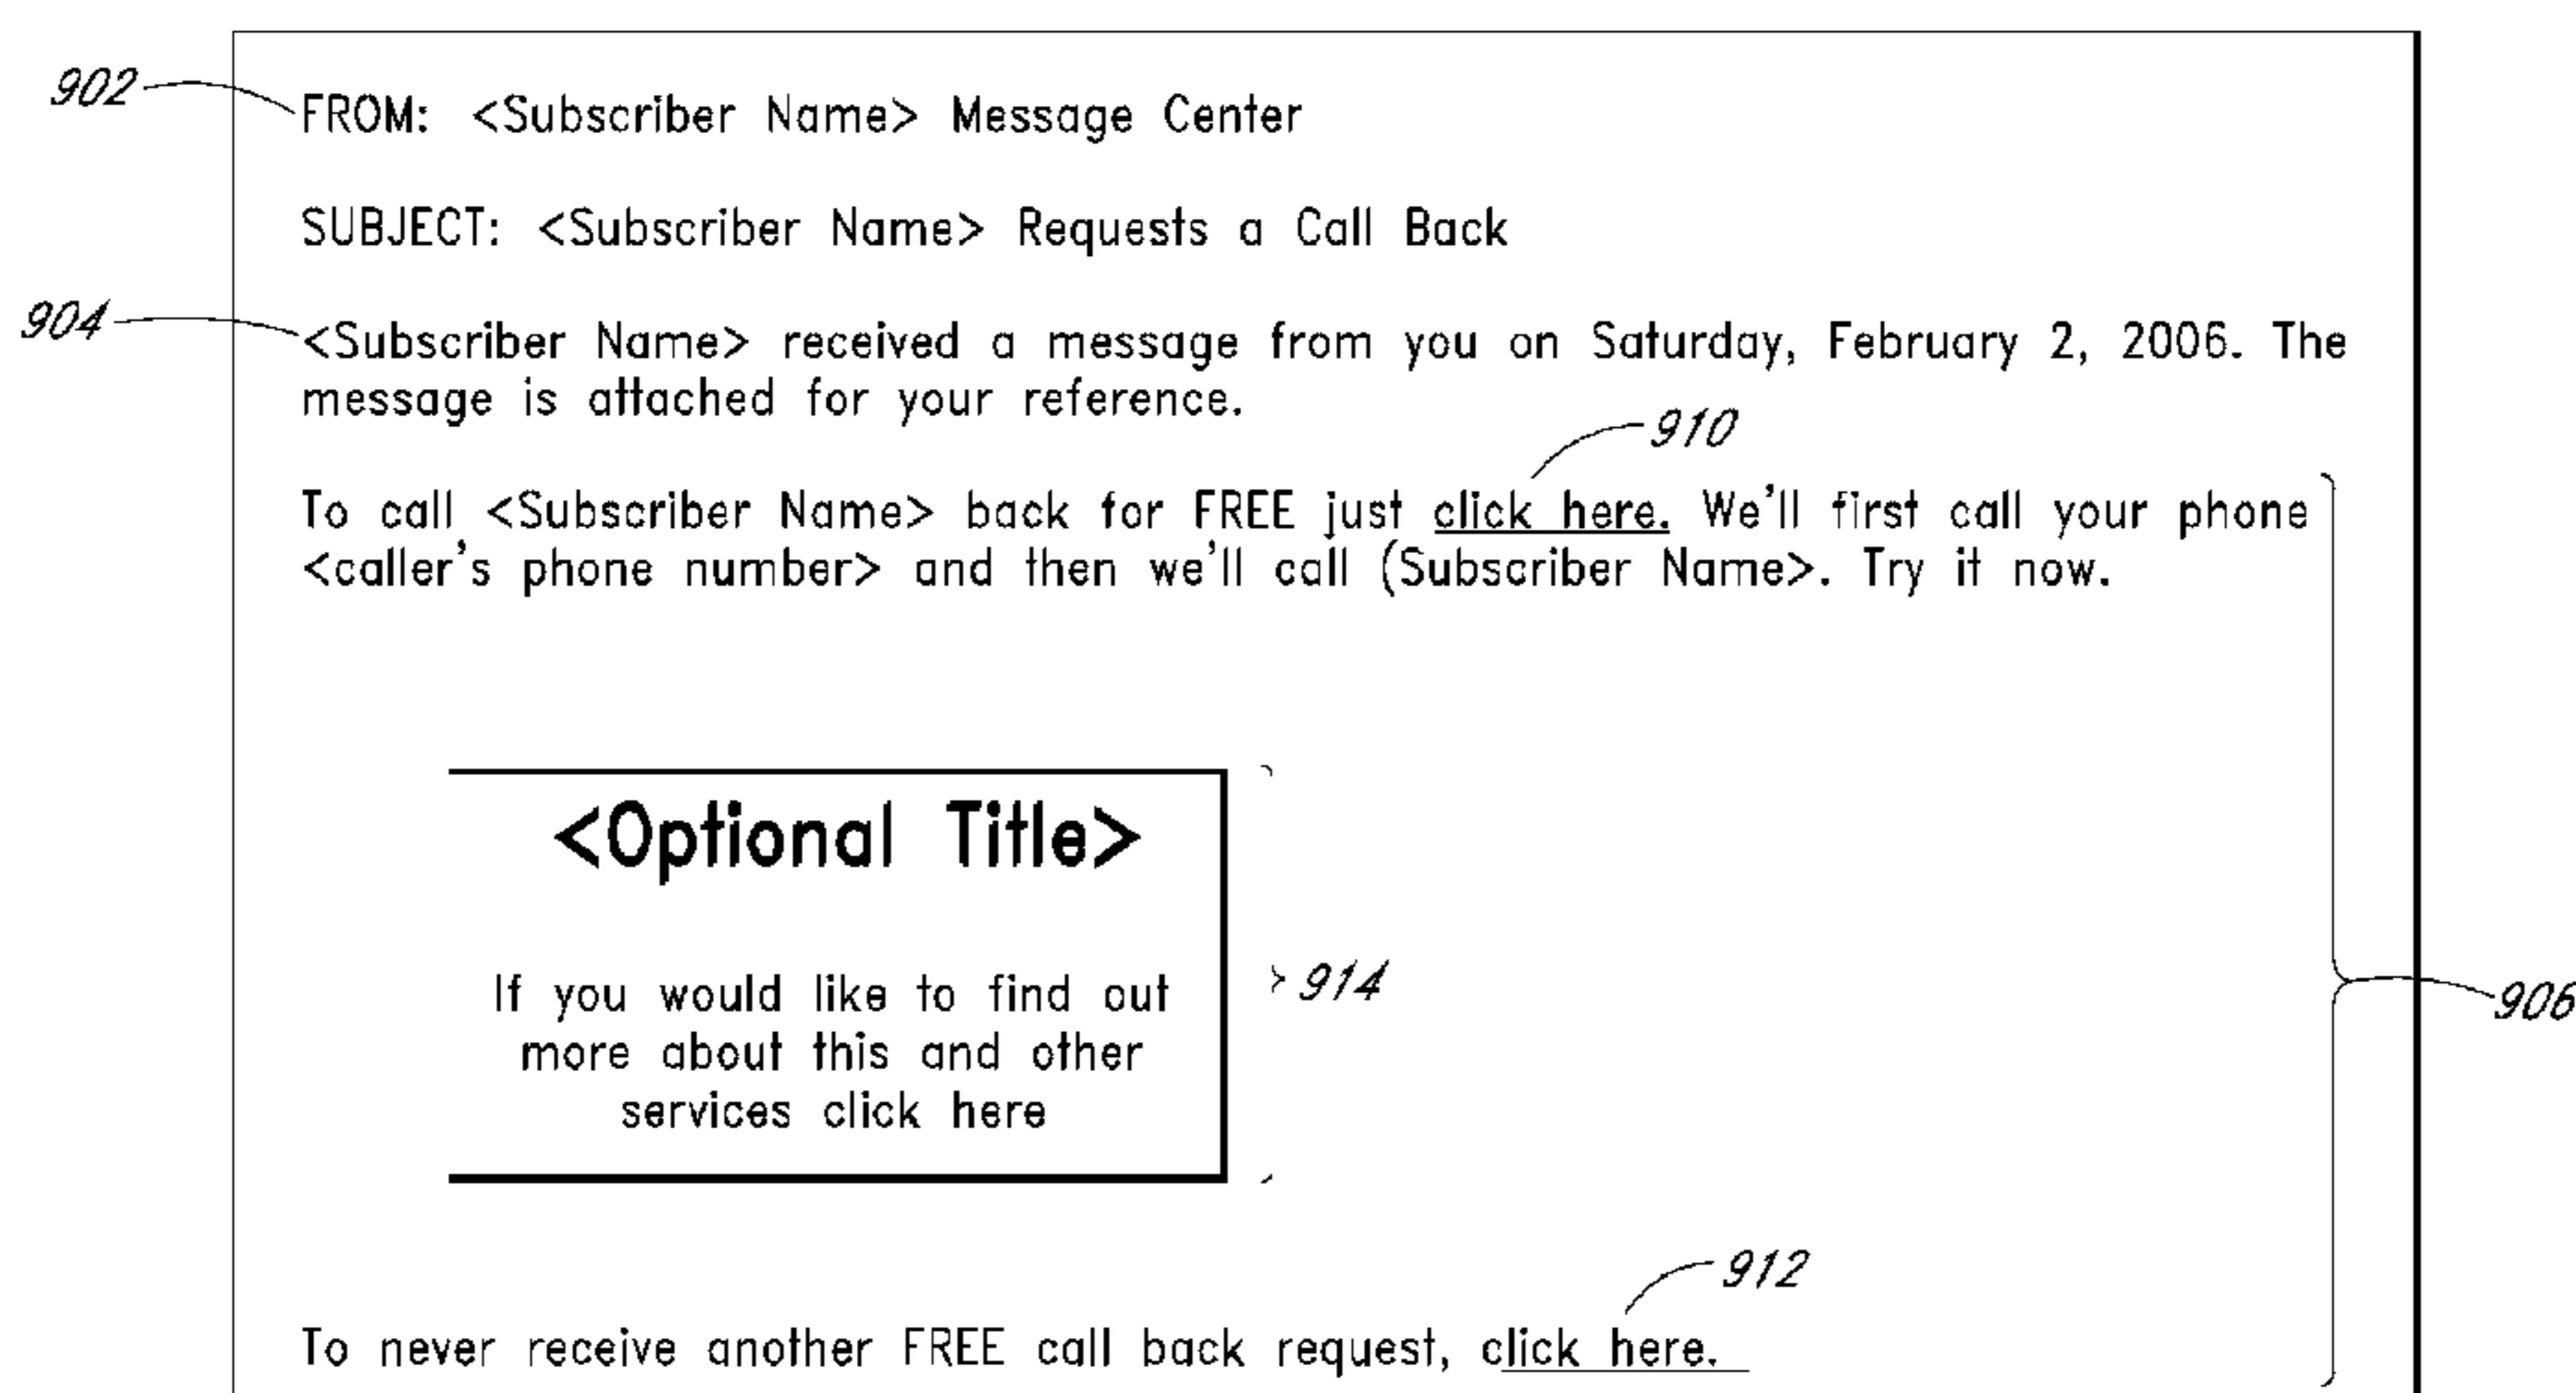 902
FROM: <Subscriber Name> Message Center
SUBJECT: <Subscriber Name> Requests a Call Back
904
<Subscriber Name> received a message from you on Saturday, February 2, 2006. The
message is attached for your reference.
910
To call <Subscriber Name> back for FREE just click here. We'll first call your phone
<caller's phone number> and then we'll call (Subscriber Name>. Try it now.
<Optional Title>
If you would like to find out
more about this and other
services click here
914
906
912
To never receive another FREE call back request, click here.